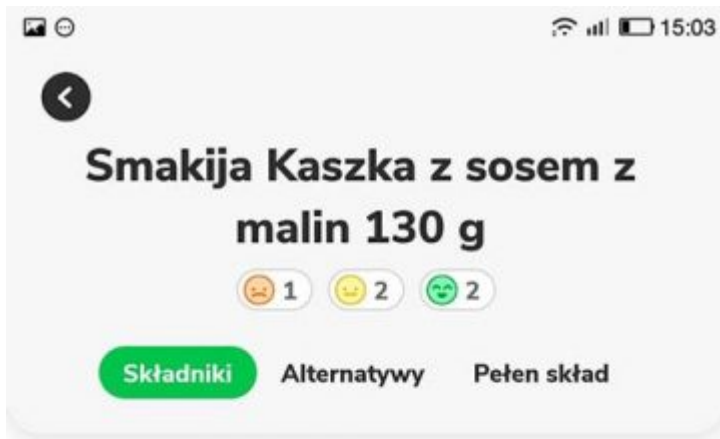 15:03
Smakija Kaszka z sosem z
malin 130 g
1 2 2
Składniki Alternatywy Pełen skład